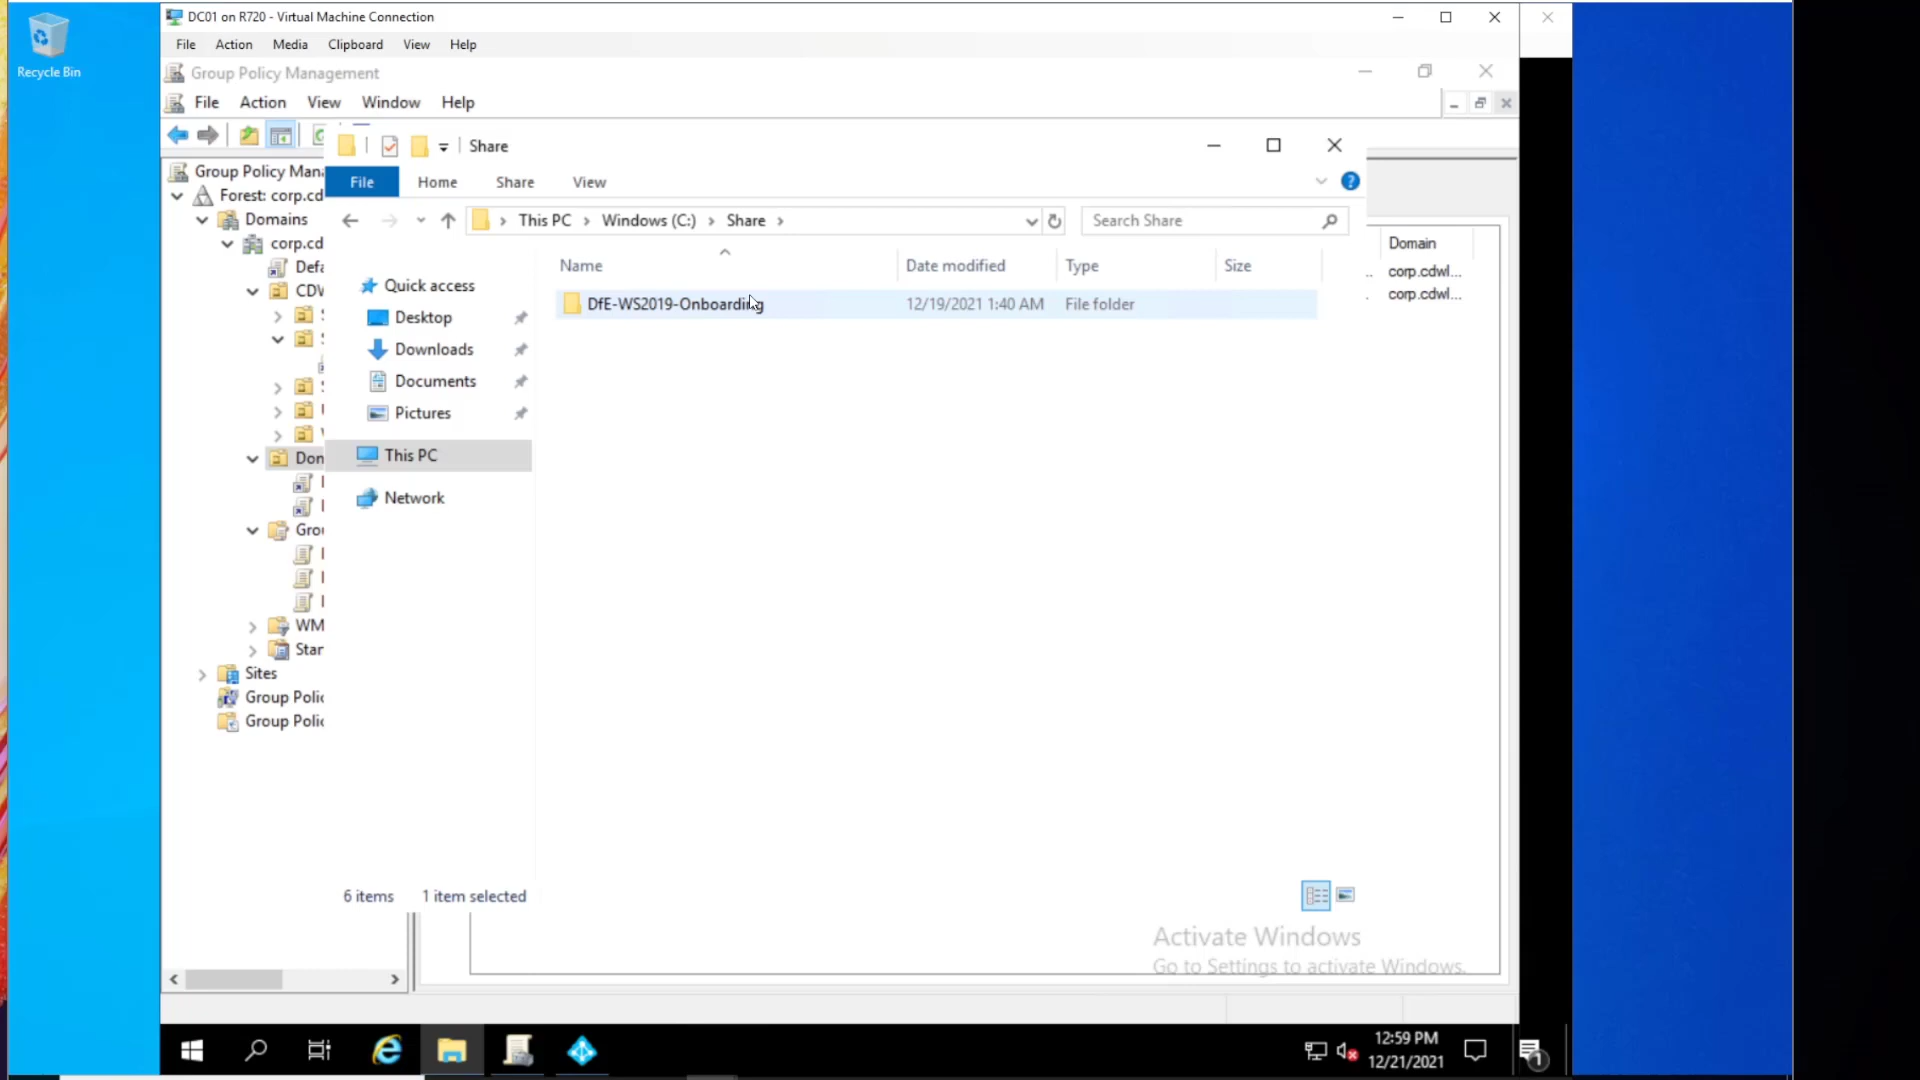 Recycle Bin
DC01 on R720 - Virtual Machine Connection
File Action Media Clipboard View Help
Group Policy Management
File Action View Window Help
Share
File Home Share View
This PC Windows (C:) Share
Search Share
Name Date modified Type Size
DfE-WS2019-Onboarding 12/19/2021 1:40 AM File folder
Quick access
Desktop
Downloads
Documents
Pictures
This PC
Network
6 items 1 item selected
Group Policy Man
Forest: corp.cd
Domains
corp.cd
Defa
CDV
Don
Grou
WM
Star
Sites
Group Polic
Group Polic
Domain
corp.cdwl...
corp.cdwl...
Activate Windows
Go to Settings to activate Windows.
12:59 PM
12/21/2021
1